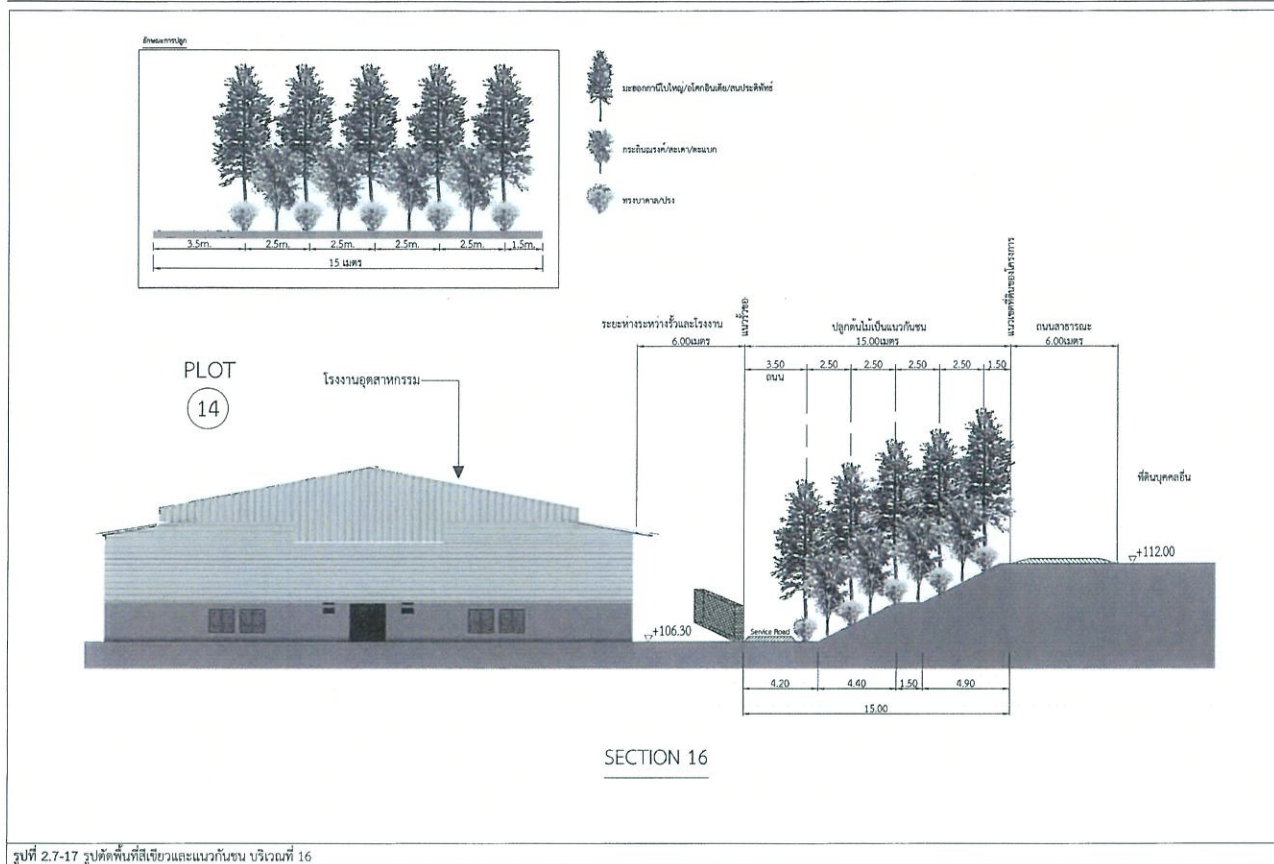 ลักษณะการปลูก
มะฮอกกานีใบใหญ่/อโศกอินเดีย/สนประดิพัทธ์
กระถินณรงค์/สะเดา/ตะแบก
ทรงบาดาล/ปรง
3.5m. 2.5m. 2.5m. 2.5m. 2.5m. 1.5m.
15 เมตร
ระยะห่างระหว่างรั้วและโรงงาน
6.00เมตร
แนวรั้วของ
ปลูกต้นไม้เป็นแนวกันชน
15.00เมตร
แนวเขตที่ดินของโครงการ
ถนนสาธารณะ
6.00เมตร
3.50 2.50 2.50 2.50 2.50 1.50
ถนน
PLOT
14
โรงงานอุตสาหกรรม
ที่ดินบุคคลอื่น
+112.00
+106.30
Service Road
4.20 4.40 1.50 4.90
15.00
SECTION 16
รูปที่ 2.7-17 รูปตัดพื้นที่สีเขียวและแนวกันชน บริเวณที่ 16